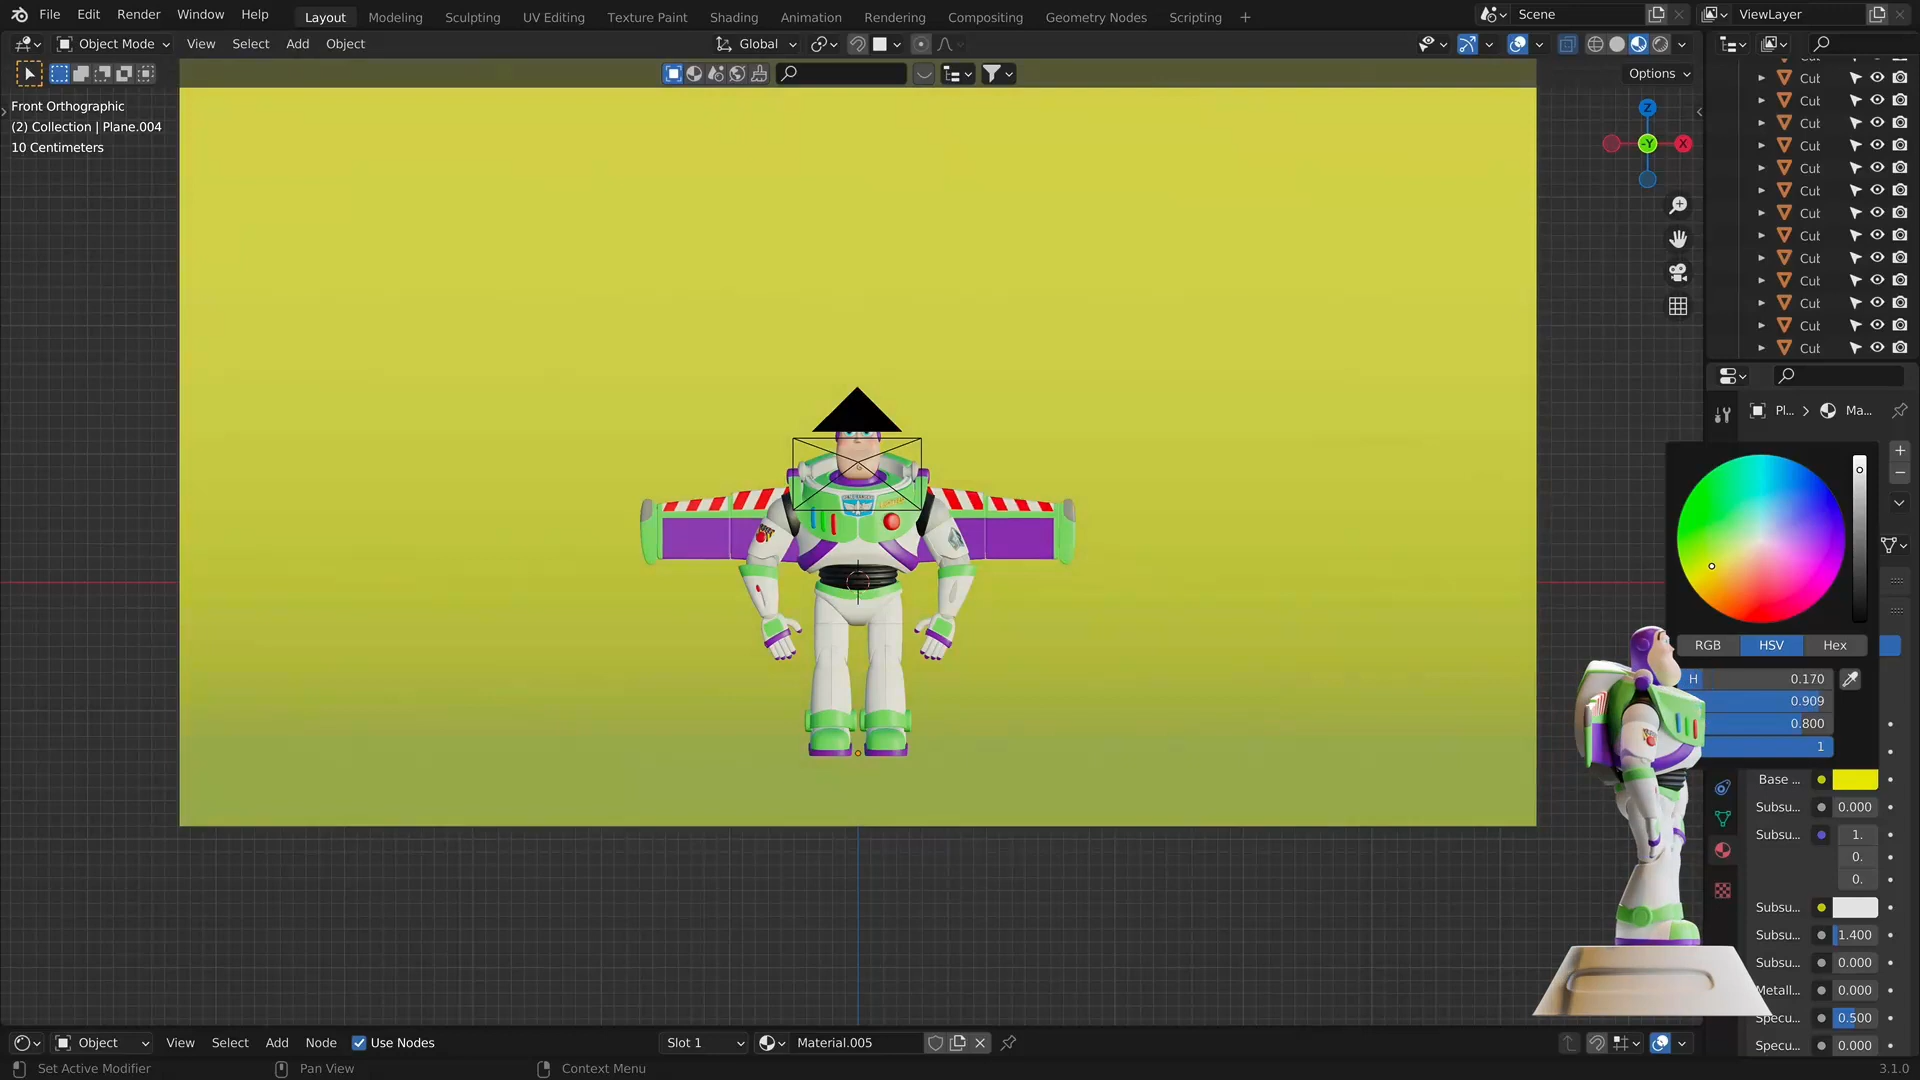 File Edit Render Window Help Layout Modeling Sculpting UV Editing Texture Paint Shading Animation Rendering Compositing Geometry Nodes Scripting + Scene ViewLayer
Object Mode View Select Add Object Global
Options
Front Orthographic
(2) Collection | Plane.004
10 Centimeters
Z
-Y X
Cut
Cut
Cut
Cut
Cut
Cut
Cut
Cut
Cut
Cut
Cut
Cut
Cut
Pl... > Ma...
RGB HSV Hex
H 0.170
0.909
0.800
1
Base ...
Subsu... 0.000
Subsu... 1.
0.
0.
Subsu...
Subsu... 1.400
Subsu... 0.000
Metall... 0.000
Specu... 0.500
Specu... 0.000
Object View Select Add Node Use Nodes Slot 1 Material.005
Set Active Modifier Pan View Context Menu 3.1.0